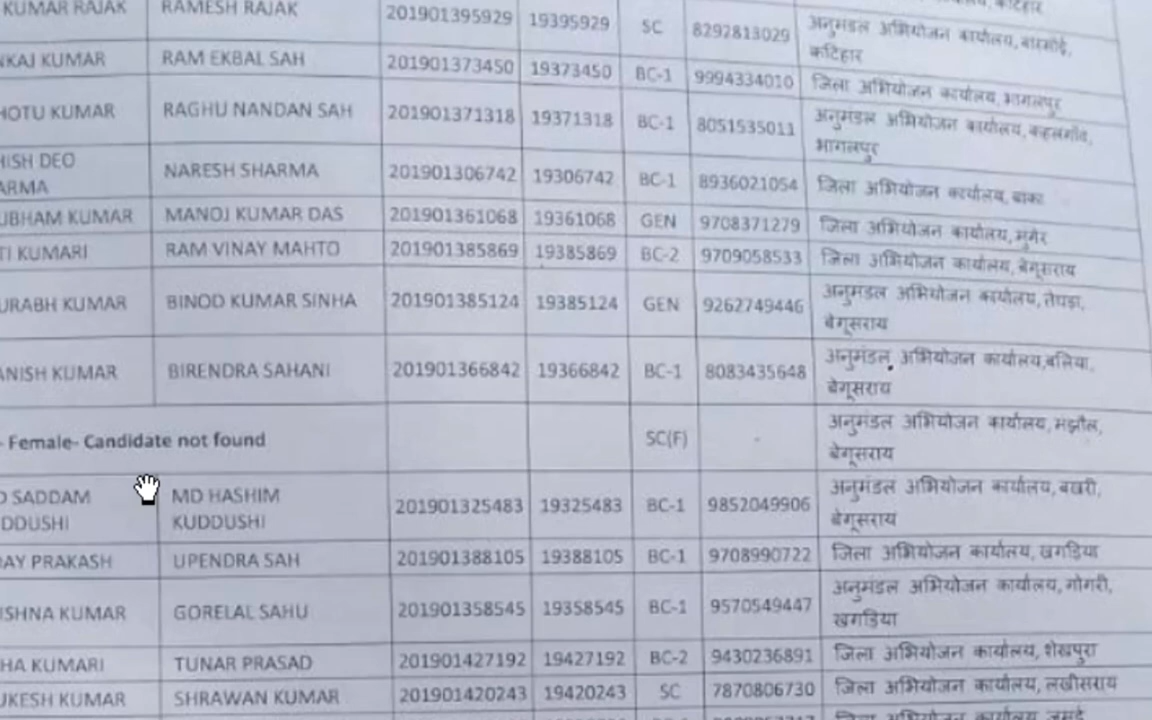 KUMAR RAJAK RAMESH RAJAK 201901395929 19395929 SC 8292813029 अनुमंडल अभियोजन कार्यालय, बारसोई,
कटिहार
KAJ KUMAR RAM EKBAL SAH 201901373450 19373450 BC-1 9994334010 जिला अभियोजन कार्यालय, भागलपुर
HOTU KUMAR RAGHU NANDAN SAH 201901371318 19371318 BC-1 8051535011 अनुमंडल अभियोजन कार्यालय, कहलगाँव,
भागलपुर
HISH DEO
ARMA NARESH SHARMA 201901306742 19306742 BC-1 8936021054 जिला अभियोजन कार्यालय, बांका
UBHAM KUMAR MANOJ KUMAR DAS 201901361068 19361068 GEN 9708371279 जिला अभियोजन कार्यालय, मुंगेर
TI KUMARI RAM VINAY MAHTO 201901385869 19385869 BC-2 9709058533 जिला अभियोजन कार्यालय, बेगूसराय
URABH KUMAR BINOD KUMAR SINHA 201901385124 19385124 GEN 9262749446 अनुमंडल अभियोजन कार्यालय, तेघड़ा,
बेगूसराय
ANISH KUMAR BIRENDRA SAHANI 201901366842 19366842 BC-1 8083435648 अनुमंडल, अभियोजन कार्यालय,बलिया,
बेगूसराय
- Female- Candidate not found SC(F) - अनुमंडल अभियोजन कार्यालय, मझौल,
बेगूसराय
D SADDAM MD HASHIM 201901325483 19325483 BC-1 9852049906 अनुमंडल अभियोजन कार्यालय, बखरी,
DDUSHI KUDDUSHI बेगूसराय
AY PRAKASH UPENDRA SAH 201901388105 19388105 BC-1 9708990722 जिला अभियोजन कार्यालय, खगड़िया
ISHNA KUMAR GORELAL SAHU 201901358545 19358545 BC-1 9570549447 अनुमंडल अभियोजन कार्यालय, गोगरी,
खगड़िया
HA KUMARI TUNAR PRASAD 201901427192 19427192 BC-2 9430236891 जिला अभियोजन कार्यालय, शेखपुरा
UKESH KUMAR SHRAWAN KUMAR 201901420243 19420243 SC 7870806730 जिला अभियोजन कार्यालय, लखीसराय